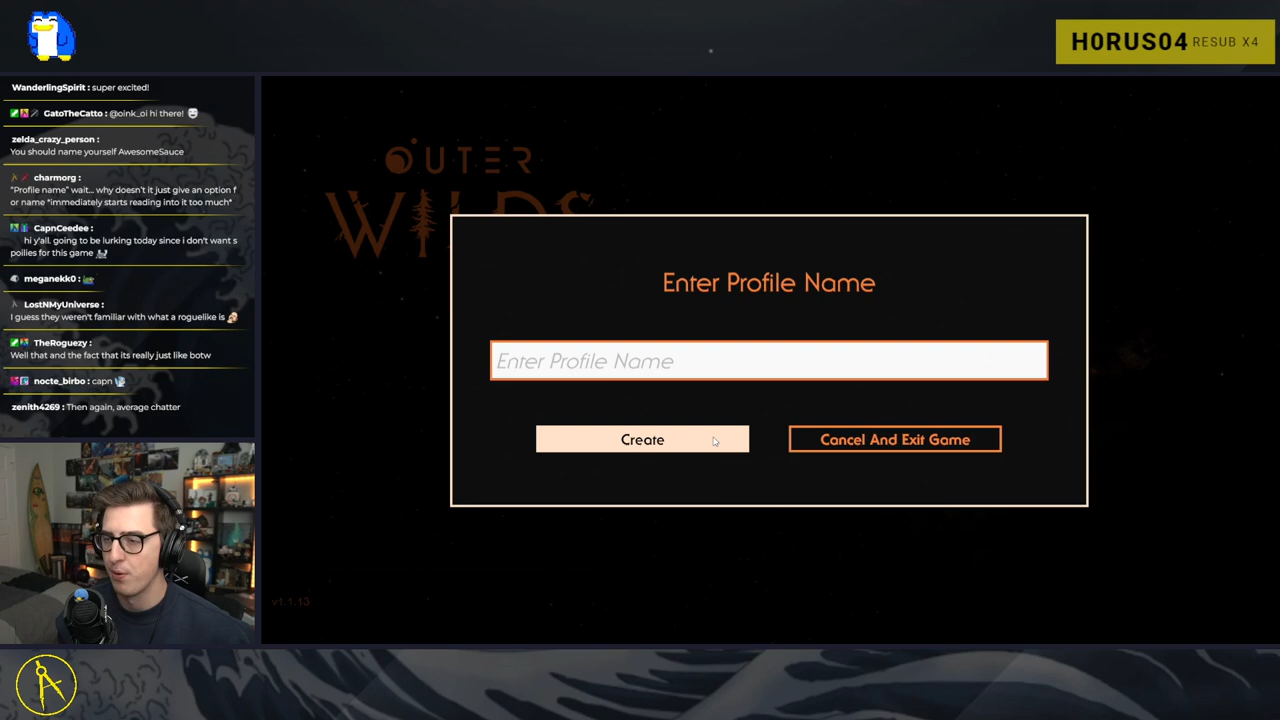 H0RUS04 RESUB X4
WanderlingSpirit : super excited!
GatoTheCatto : @oink_oi hi there!
zelda_crazy_person :
You should name yourself AwesomeSauce
charmorg :
"Profile name" wait... why doesn't it just give an option f
or name *immediately starts reading into it too much*
CapnCeedee :
hi y'all. going to be lurking today since i don't want s
poilies for this game
meganekk0 :
LostNMyUniverse :
I guess they weren't familiar with what a roguelike is
TheRoguezy :
Well that and the fact that its really just like botw
nocte_birbo : capn
zenith4269 : Then again, average chatter
OUTER
WILDS
Enter Profile Name
Enter Profile Name
Create
Cancel And Exit Game
v1.1.13